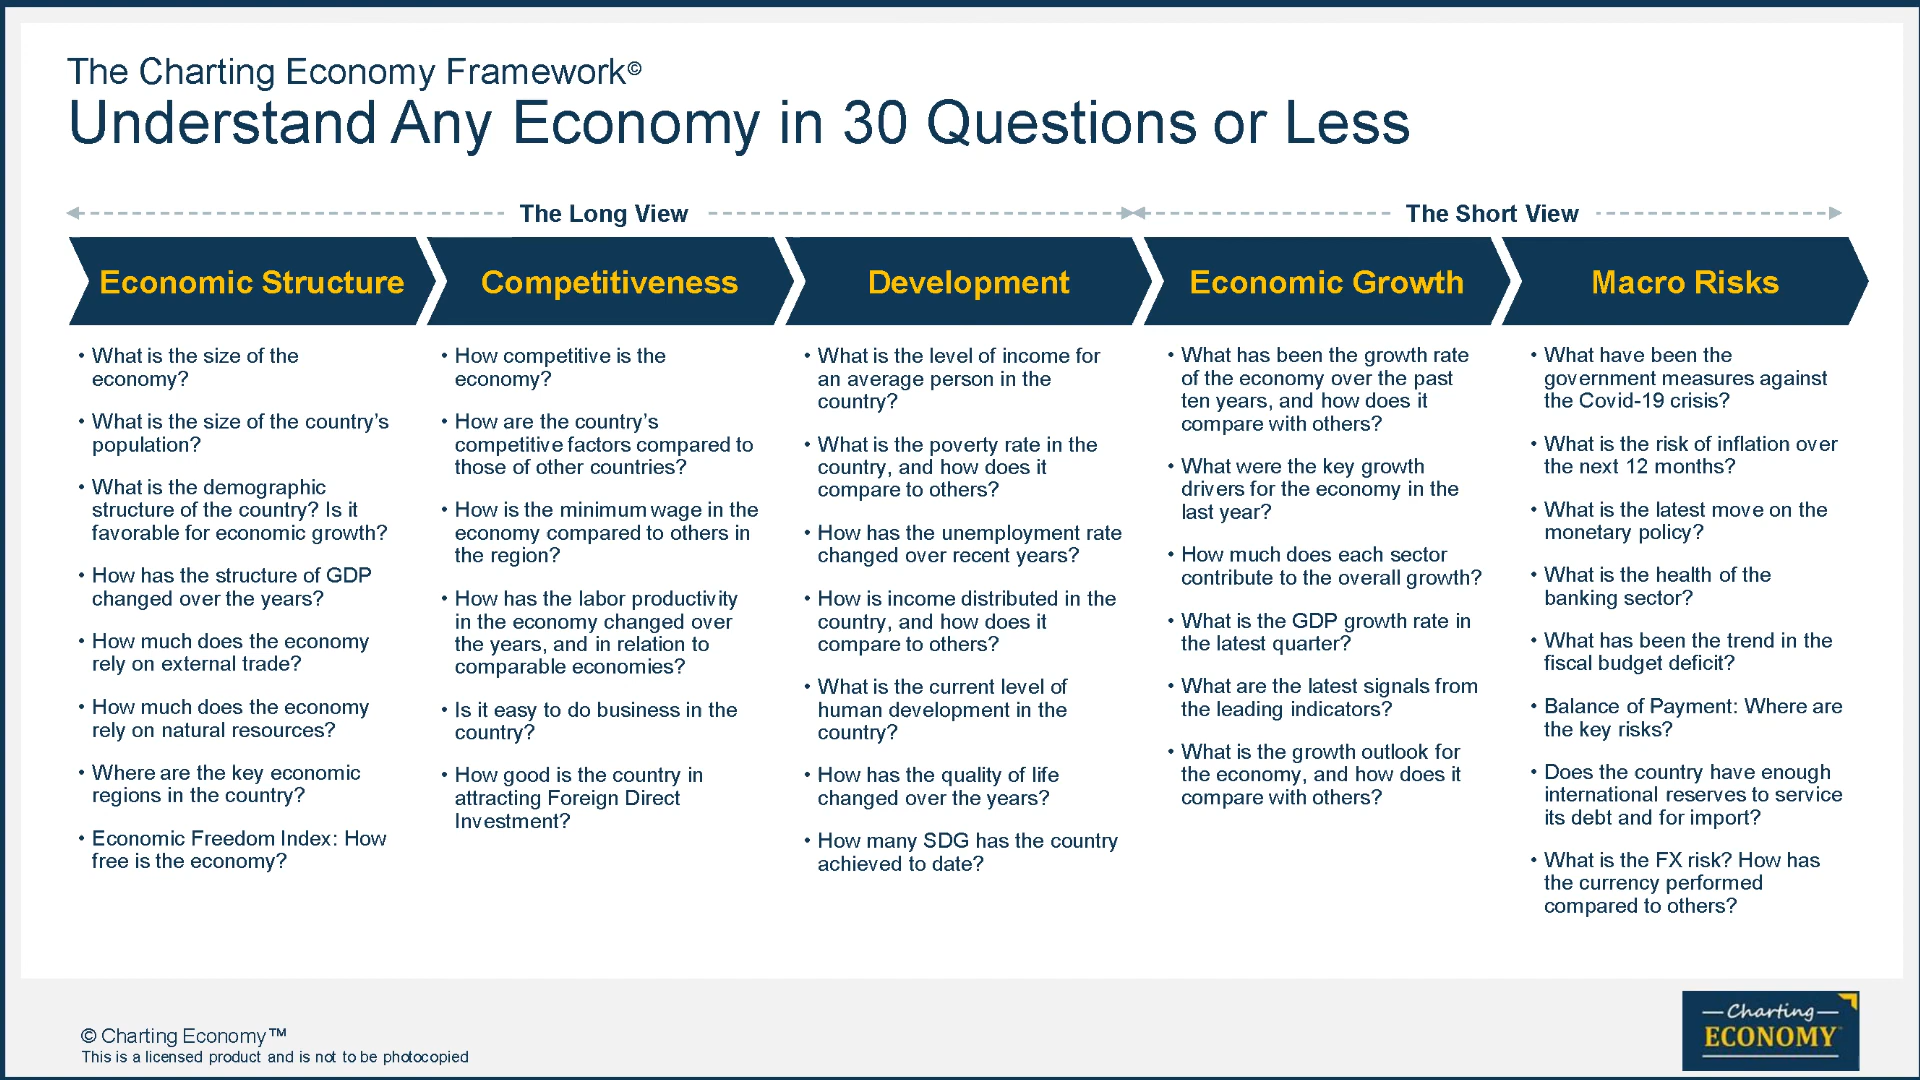 The Charting Economy Framework©
Understand Any Economy in 30 Questions or Less
The Long View
The Short View
Economic Structure
Competitiveness
Development
Economic Growth
Macro Risks
• What is the size of the
economy?
• What is the size of the country’s
population?
• What is the demographic
structure of the country? Is it
favorable for economic growth?
• How has the structure of GDP
changed over the years?
• How much does the economy
rely on external trade?
• How much does the economy
rely on natural resources?
• Where are the key economic
regions in the country?
• Economic Freedom Index: How
free is the economy?
• How competitive is the
economy?
• How are the country’s
competitive factors compared to
those of other countries?
• How is the minimum wage in the
economy compared to others in
the region?
• How has the labor productivity
in the economy changed over
the years, and in relation to
comparable economies?
• Is it easy to do business in the
country?
• How good is the country in
attracting Foreign Direct
Investment?
• What is the level of income for
an average person in the
country?
• What is the poverty rate in the
country, and how does it
compare to others?
• How has the unemployment rate
changed over recent years?
• How is income distributed in the
country, and how does it
compare to others?
• What is the current level of
human development in the
country?
• How has the quality of life
changed over the years?
• How many SDG has the country
achieved to date?
• What has been the growth rate
of the economy over the past
ten years, and how does it
compare with others?
• What were the key growth
drivers for the economy in the
last year?
• How much does each sector
contribute to the overall growth?
• What is the GDP growth rate in
the latest quarter?
• What are the latest signals from
the leading indicators?
• What is the growth outlook for
the economy, and how does it
compare with others?
• What have been the
government measures against
the Covid-19 crisis?
• What is the risk of inflation over
the next 12 months?
• What is the latest move on the
monetary policy?
• What is the health of the
banking sector?
• What has been the trend in the
fiscal budget deficit?
• Balance of Payment: Where are
the key risks?
• Does the country have enough
international reserves to service
its debt and for import?
• What is the FX risk? How has
the currency performed
compared to others?
© Charting Economy™
This is a licensed product and is not to be photocopied
Charting
ECONOMY